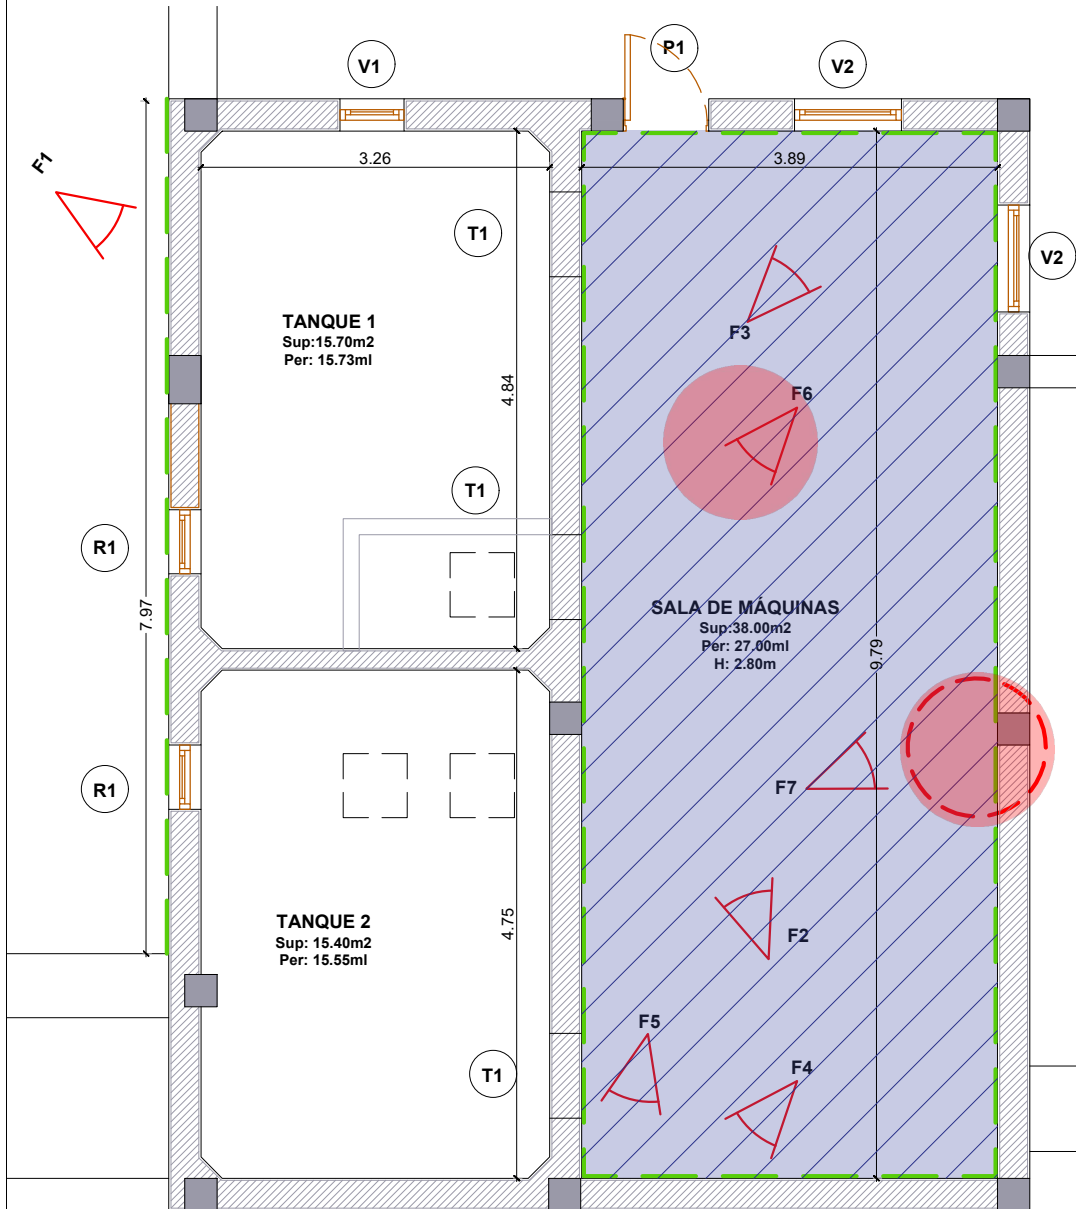 V1
P1
V2
F1
3.26
3.89
T1
V2
TANQUE 1
Sup:15.70m2
Per: 15.73ml
F3
4.84
F6
T1
R1
7.97
SALA DE MÁQUINAS
Sup:38.00m2
Per: 27.00ml
H: 2.80m
9.79
R1
F7
TANQUE 2
Sup: 15.40m2
Per: 15.55ml
4.75
F2
F5
T1
F4